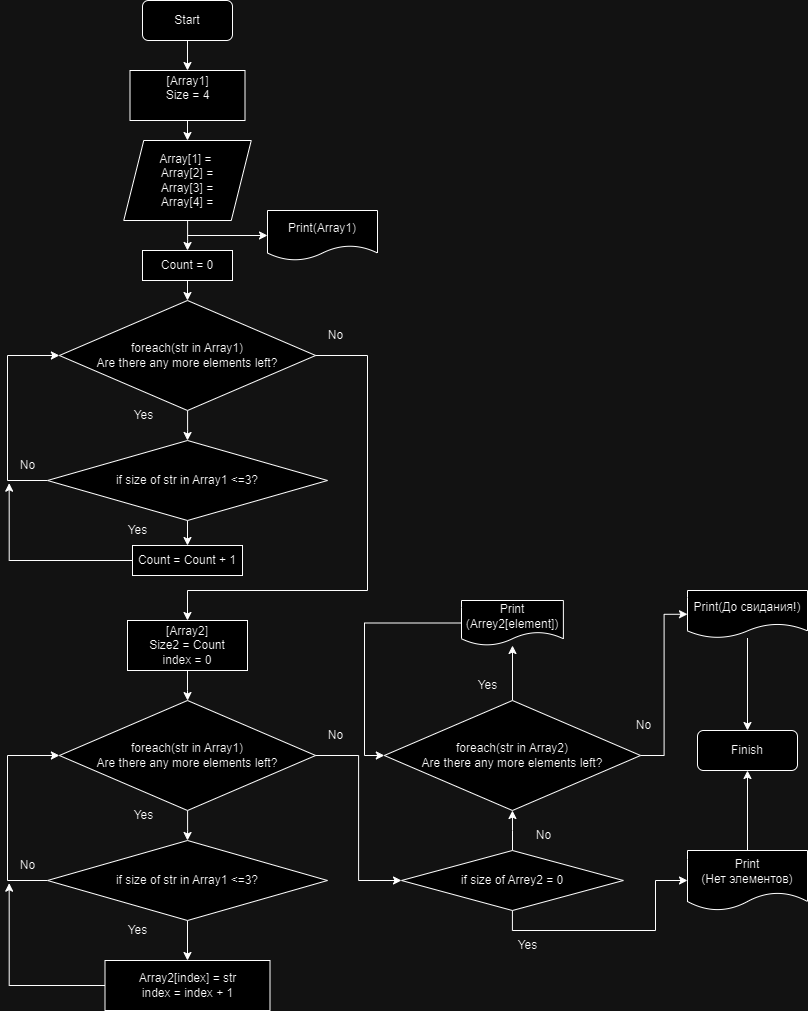 Start
[Array1]
Size = 4
Array[1] =
Array[2] =
Array[3] =
Array[4] =
Print(Array1)
Count = 0
No
foreach(str in Array1)
Are there any more elements left?
Yes
No
if size of str in Array1 <=3?
Yes
Count = Count + 1
[Array2]
Size2 = Count
index = 0
Print
(Arrey2[element])
Print(До свидания!)
Yes
No
No
foreach(str in Array1)
Are there any more elements left?
foreach(str in Array2)
Are there any more elements left?
Finish
Yes
No
No
if size of str in Array1 <=3?
if size of Arrey2 = 0
Print
(Нет элементов)
Yes
Yes
Array2[index] = str
index = index + 1